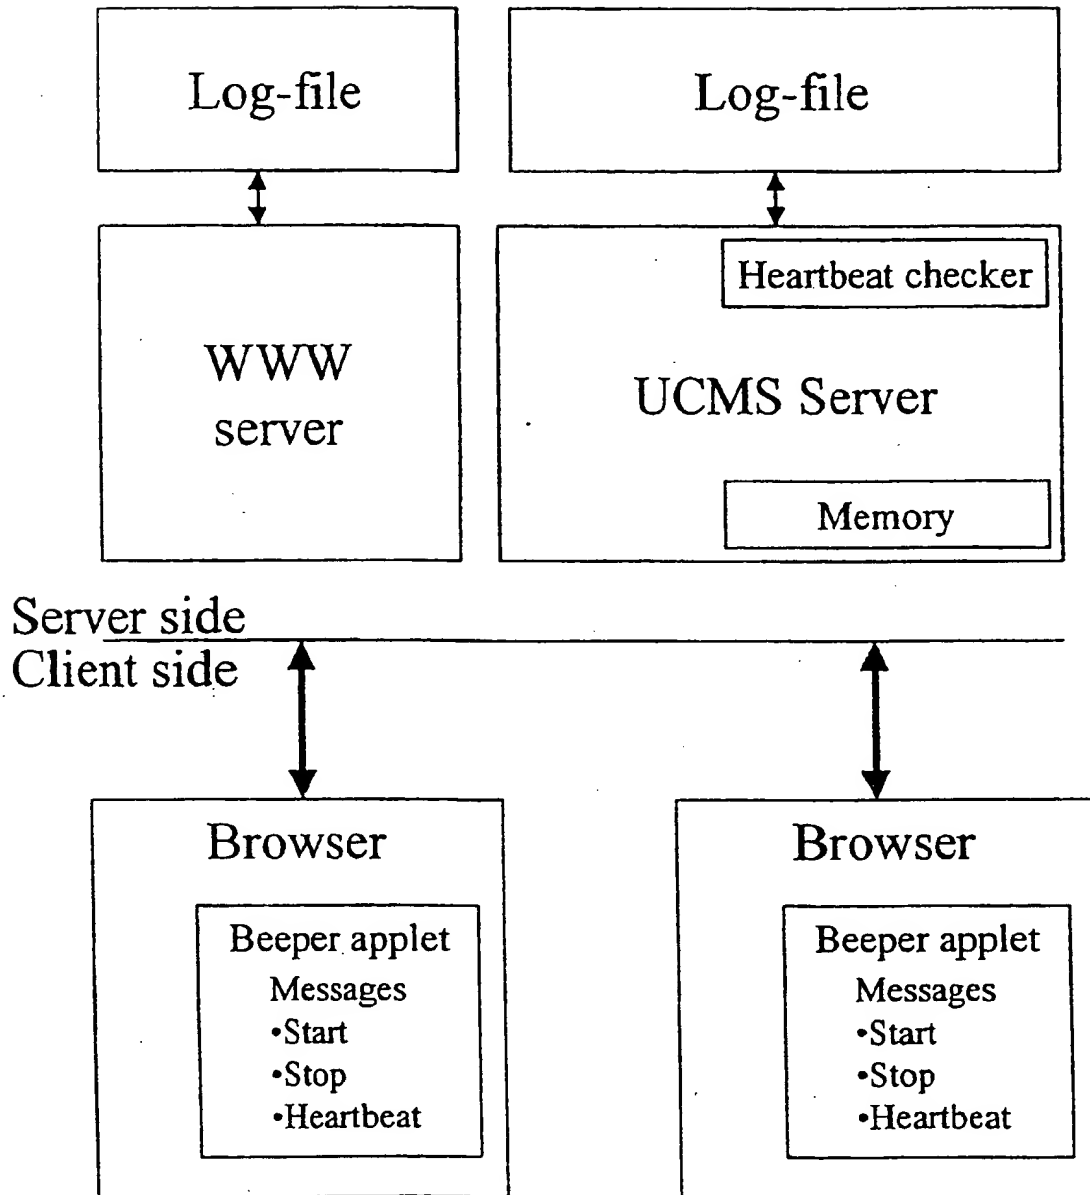 Log-file
Log-file
Heartbeat checker
WWW
server
UCMS Server
Memory
Server side
Client side
Browser
Beeper applet
Messages
•Start
•Stop
•Heartbeat
Browser
Beeper applet
Messages
•Start
•Stop
•Heartbeat